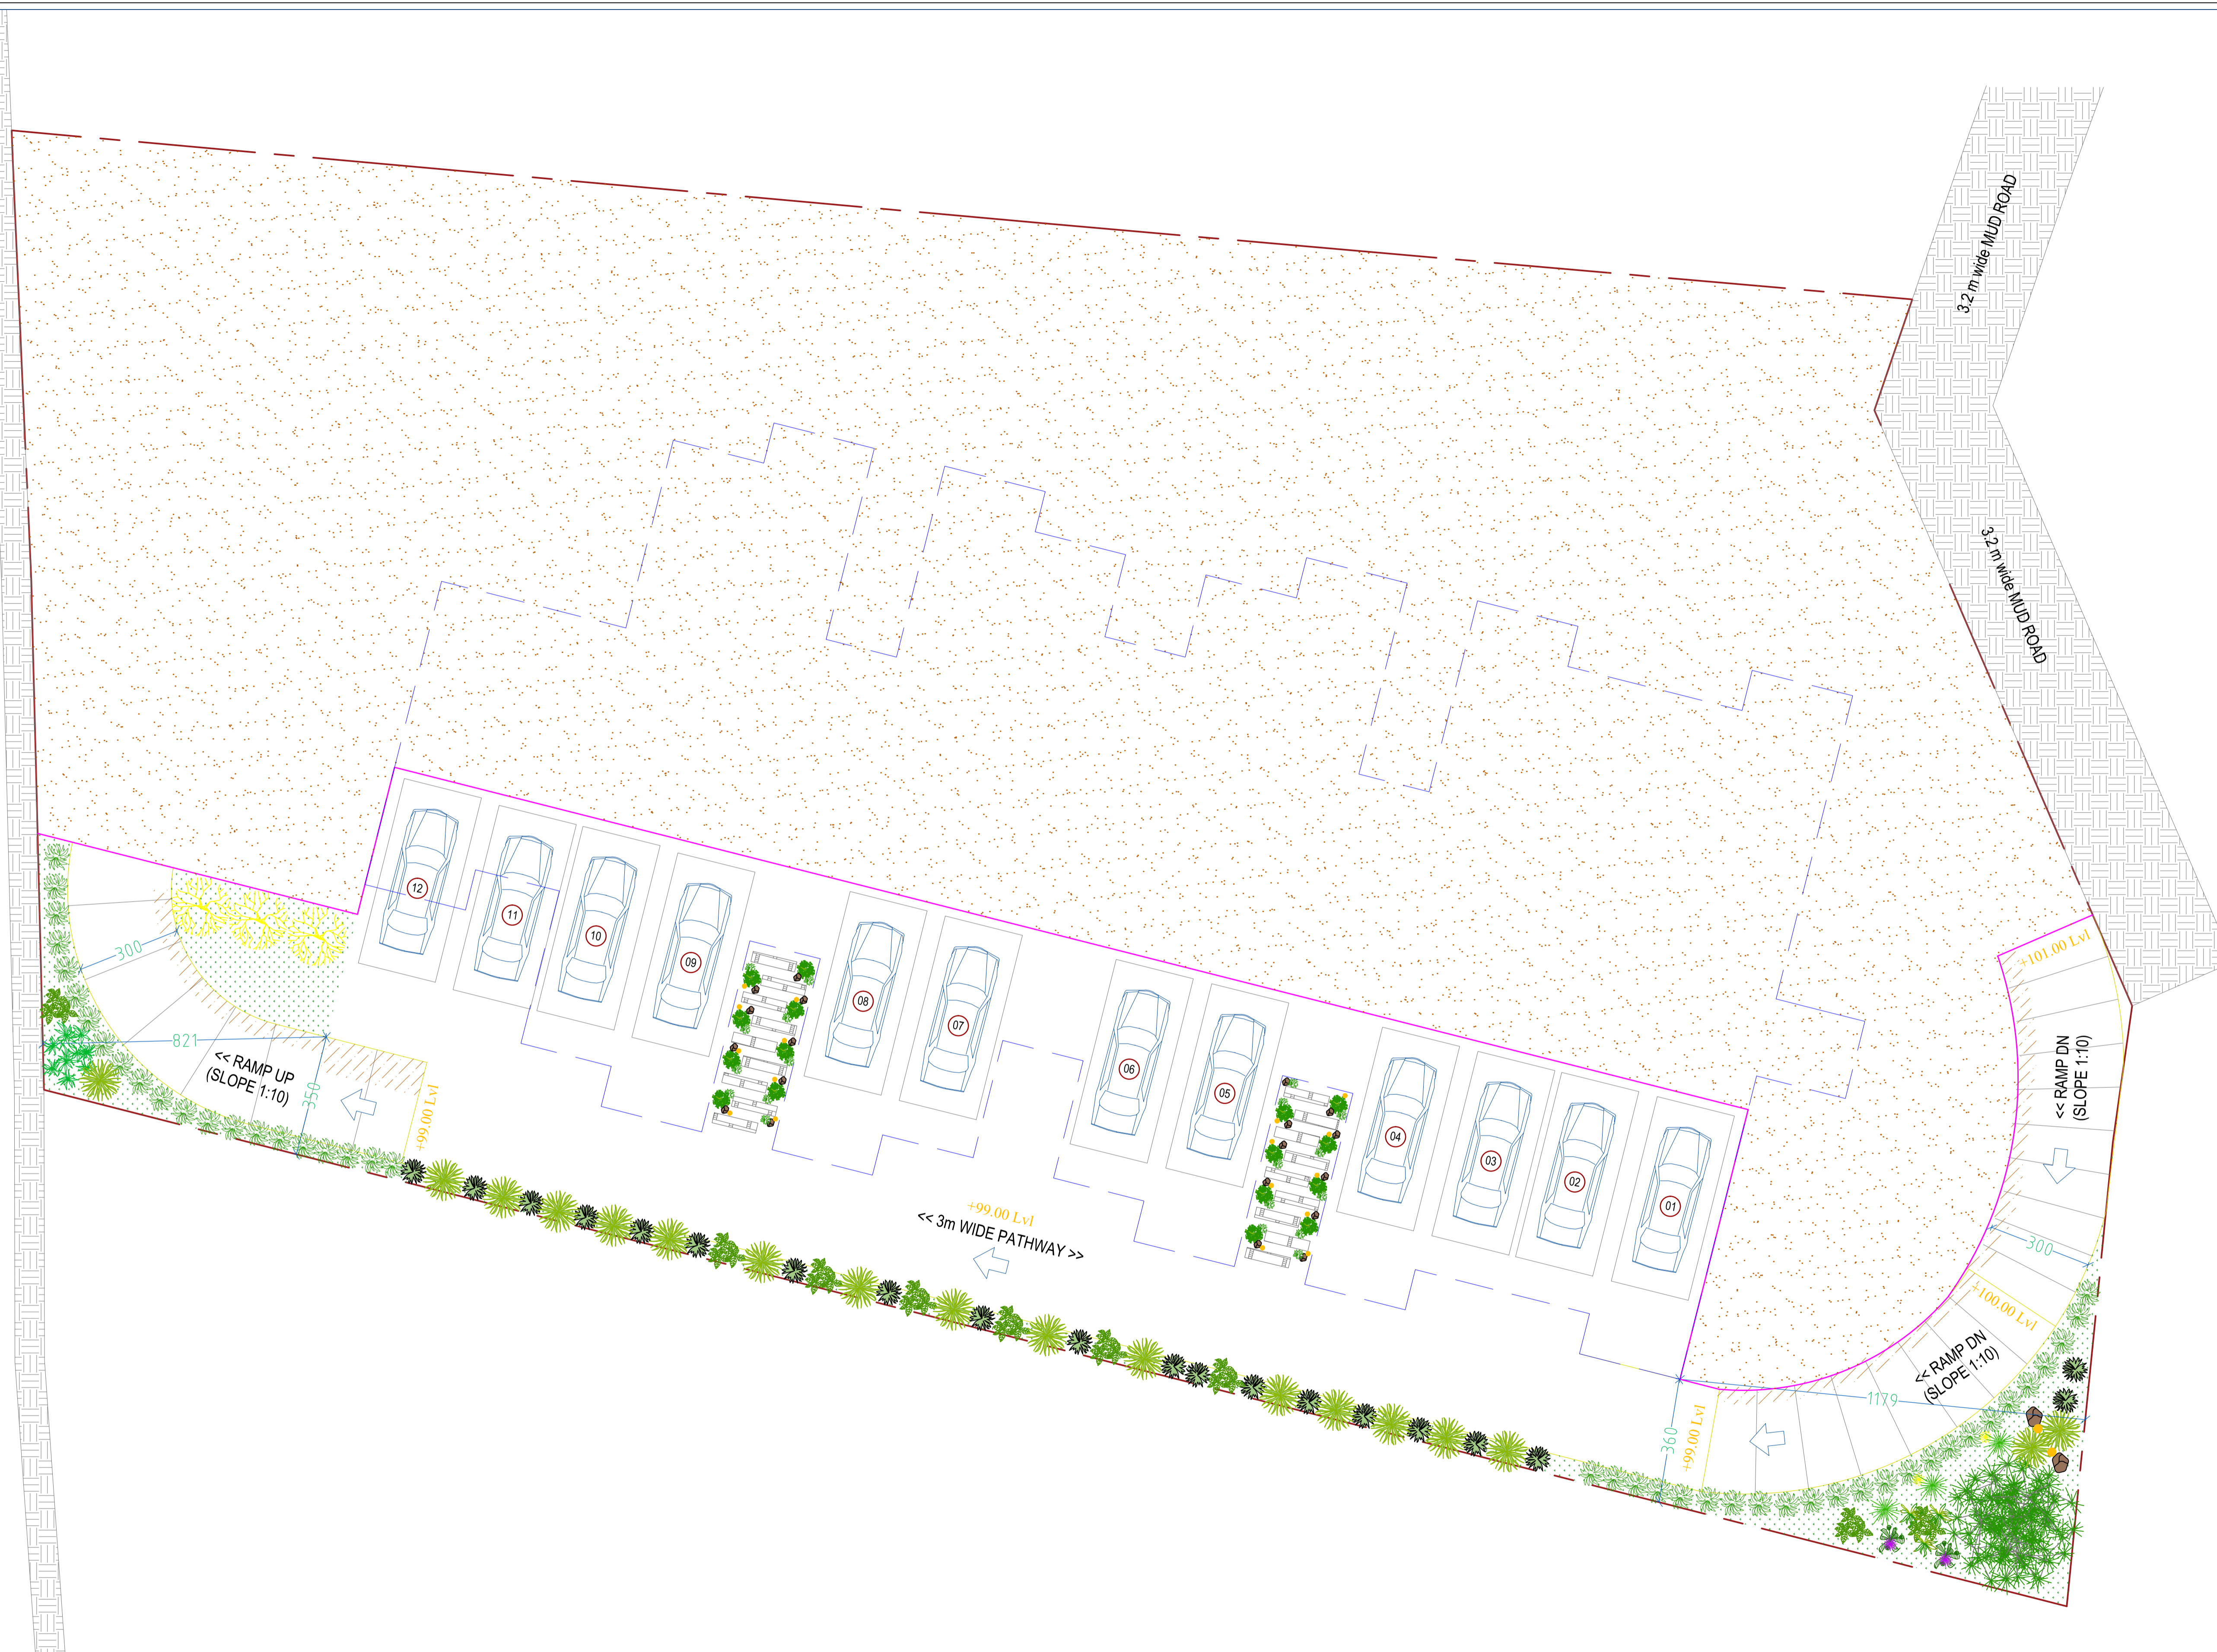 3.2 m wide MUD ROAD
3.2 m wide MUD ROAD
12
11
10
09
08
07
06
05
04
03
02
01
300
821
<< RAMP UP
(SLOPE 1:10)
350
+99.00 Lvl
+99.00 Lvl
<< 3m WIDE PATHWAY >>
+101.00 Lvl
<< RAMP DN
(SLOPE 1:10)
300
+100.00 Lvl
<< RAMP DN
(SLOPE 1:10)
1179
360
+99.00 Lvl